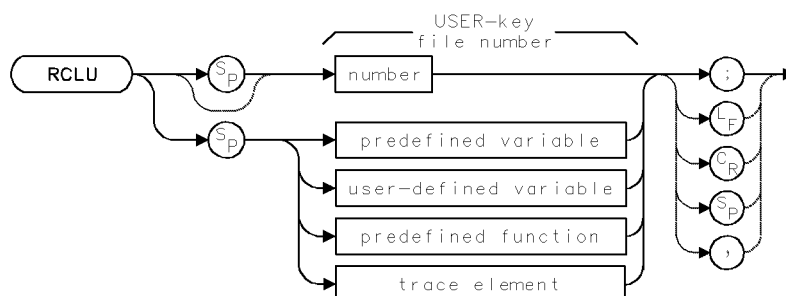 USER-key
file number
RCLU
SP
number
;
LF
SP
predefined variable
CR
user-defined variable
SP
predefined function
,
trace element